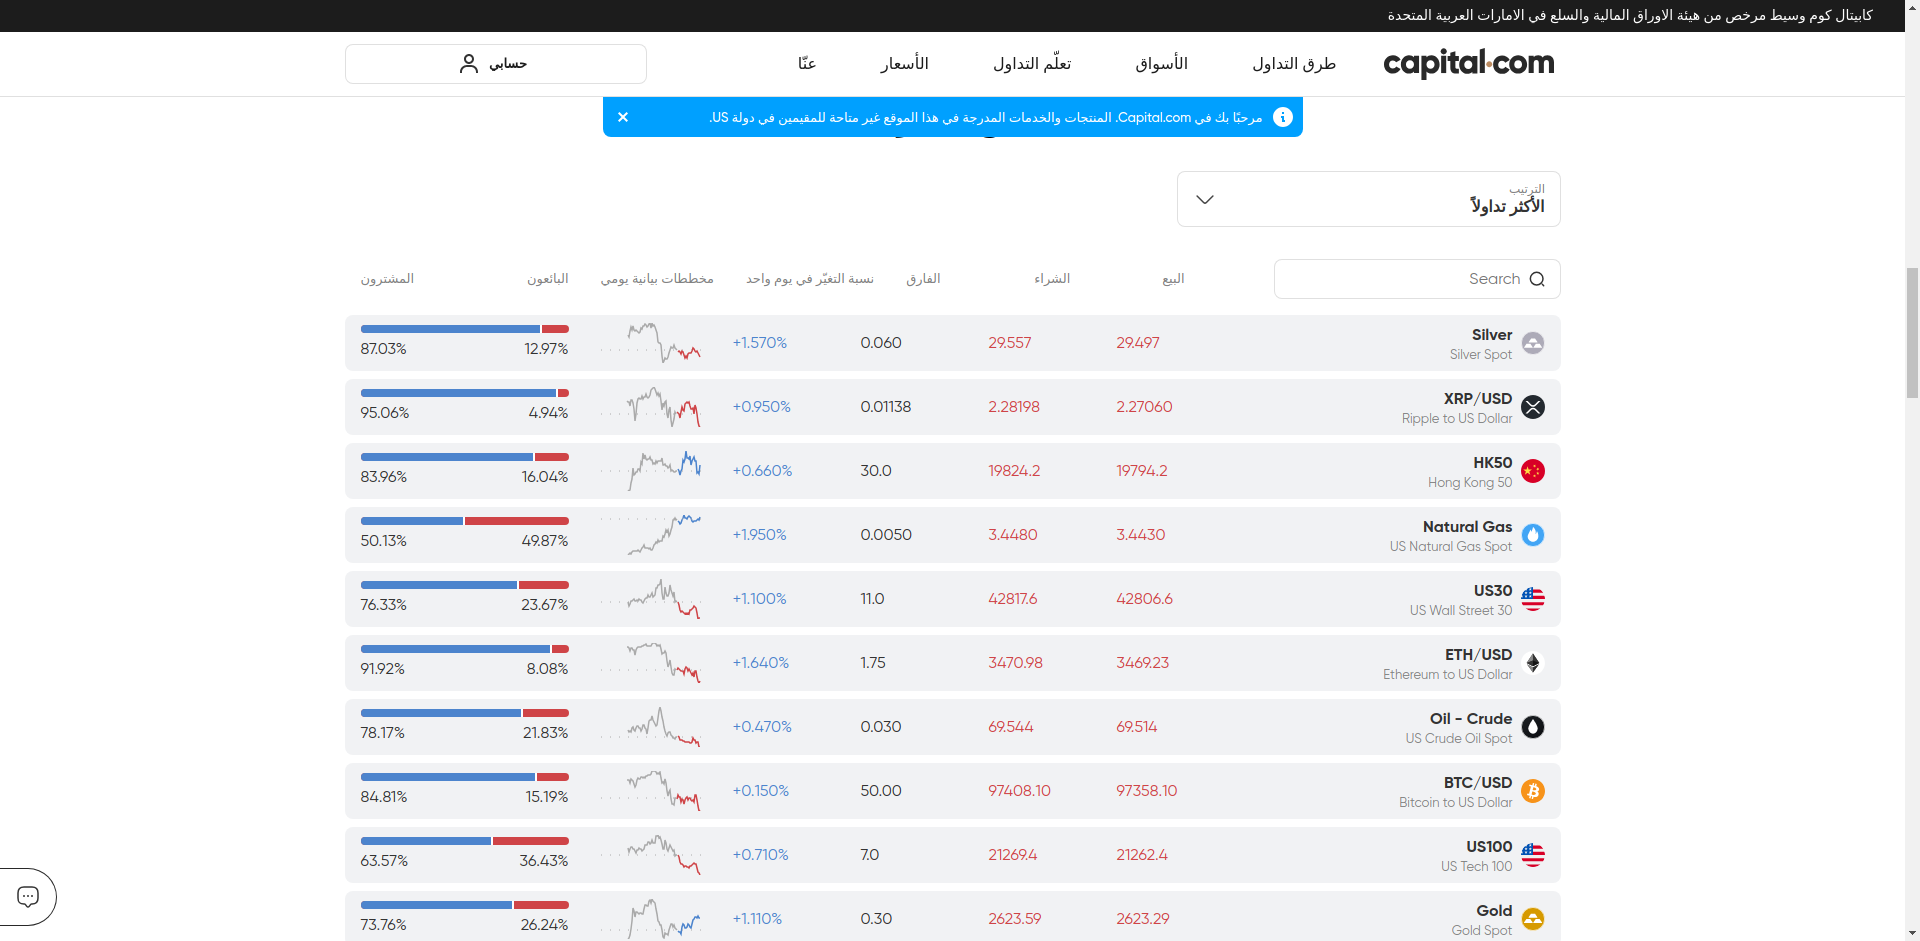 كابيتال كوم وسيط مرخص من هيئة الاوراق المالية والسلع في الامارات العربية المتحدة
capital.com
طرق التداول
الأسواق
تعلّم التداول
الأسعار
عنّا
حسابي
مرحبًا بك في Capital.com. المنتجات والخدمات المدرجة في هذا الموقع غير متاحة للمقيمين في دولة US.
الترتيب
الأكثر تداولاً
Search
البيع
الشراء
الفارق
نسبة التغيّر في يوم واحد
مخططات بيانية يومي
البائعون
المشترون
Silver
Silver Spot
29.497
29.557
0.060
+1.570%
12.97%
87.03%
XRP/USD
Ripple to US Dollar
2.27060
2.28198
0.01138
+0.950%
4.94%
95.06%
HK50
Hong Kong 50
19794.2
19824.2
30.0
+0.660%
16.04%
83.96%
Natural Gas
US Natural Gas Spot
3.4430
3.4480
0.0050
+1.950%
49.87%
50.13%
US30
US Wall Street 30
42806.6
42817.6
11.0
+1.100%
23.67%
76.33%
ETH/USD
Ethereum to US Dollar
3469.23
3470.98
1.75
+1.640%
8.08%
91.92%
Oil - Crude
US Crude Oil Spot
69.514
69.544
0.030
+0.470%
21.83%
78.17%
BTC/USD
Bitcoin to US Dollar
97358.10
97408.10
50.00
+0.150%
15.19%
84.81%
US100
US Tech 100
21262.4
21269.4
7.0
+0.710%
36.43%
63.57%
Gold
Gold Spot
2623.29
2623.59
0.30
+1.110%
26.24%
73.76%